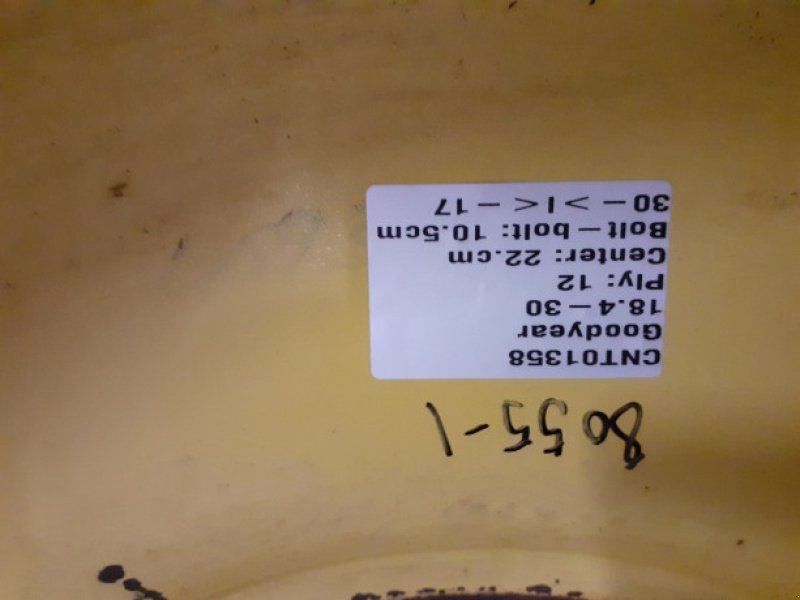 8055-1
CNT01358
Goodyear
18.4-30
Ply: 12
Center: 22.cm
Bolt-bolt: 10.5cm
30->I<-17